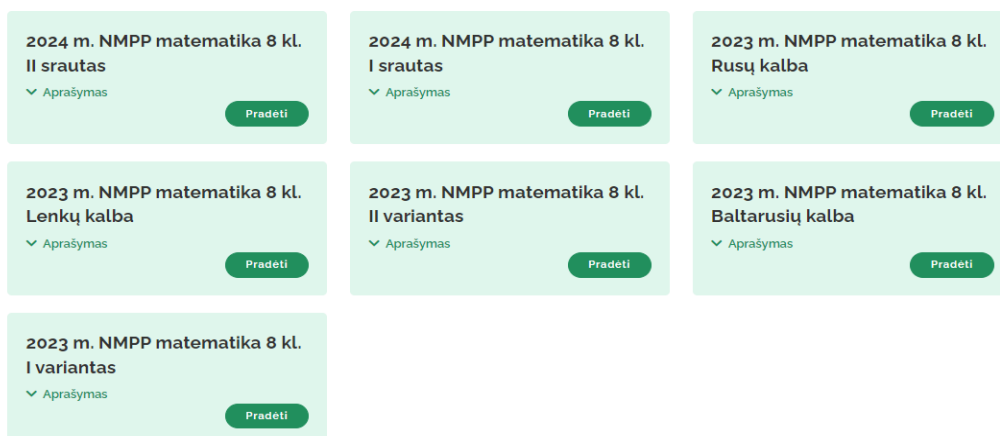 2024 m. NMPP matematika 8 kl.
II srautas
Aprašymas
Pradėti
2024 m. NMPP matematika 8 kl.
I srautas
Aprašymas
Pradėti
2023 m. NMPP matematika 8 kl.
Rusų kalba
Aprašymas
Pradėti
2023 m. NMPP matematika 8 kl.
Lenkų kalba
Aprašymas
Pradėti
2023 m. NMPP matematika 8 kl.
II variantas
Aprašymas
Pradėti
2023 m. NMPP matematika 8 kl.
Baltarusių kalba
Aprašymas
Pradėti
2023 m. NMPP matematika 8 kl.
I variantas
Aprašymas
Pradėti